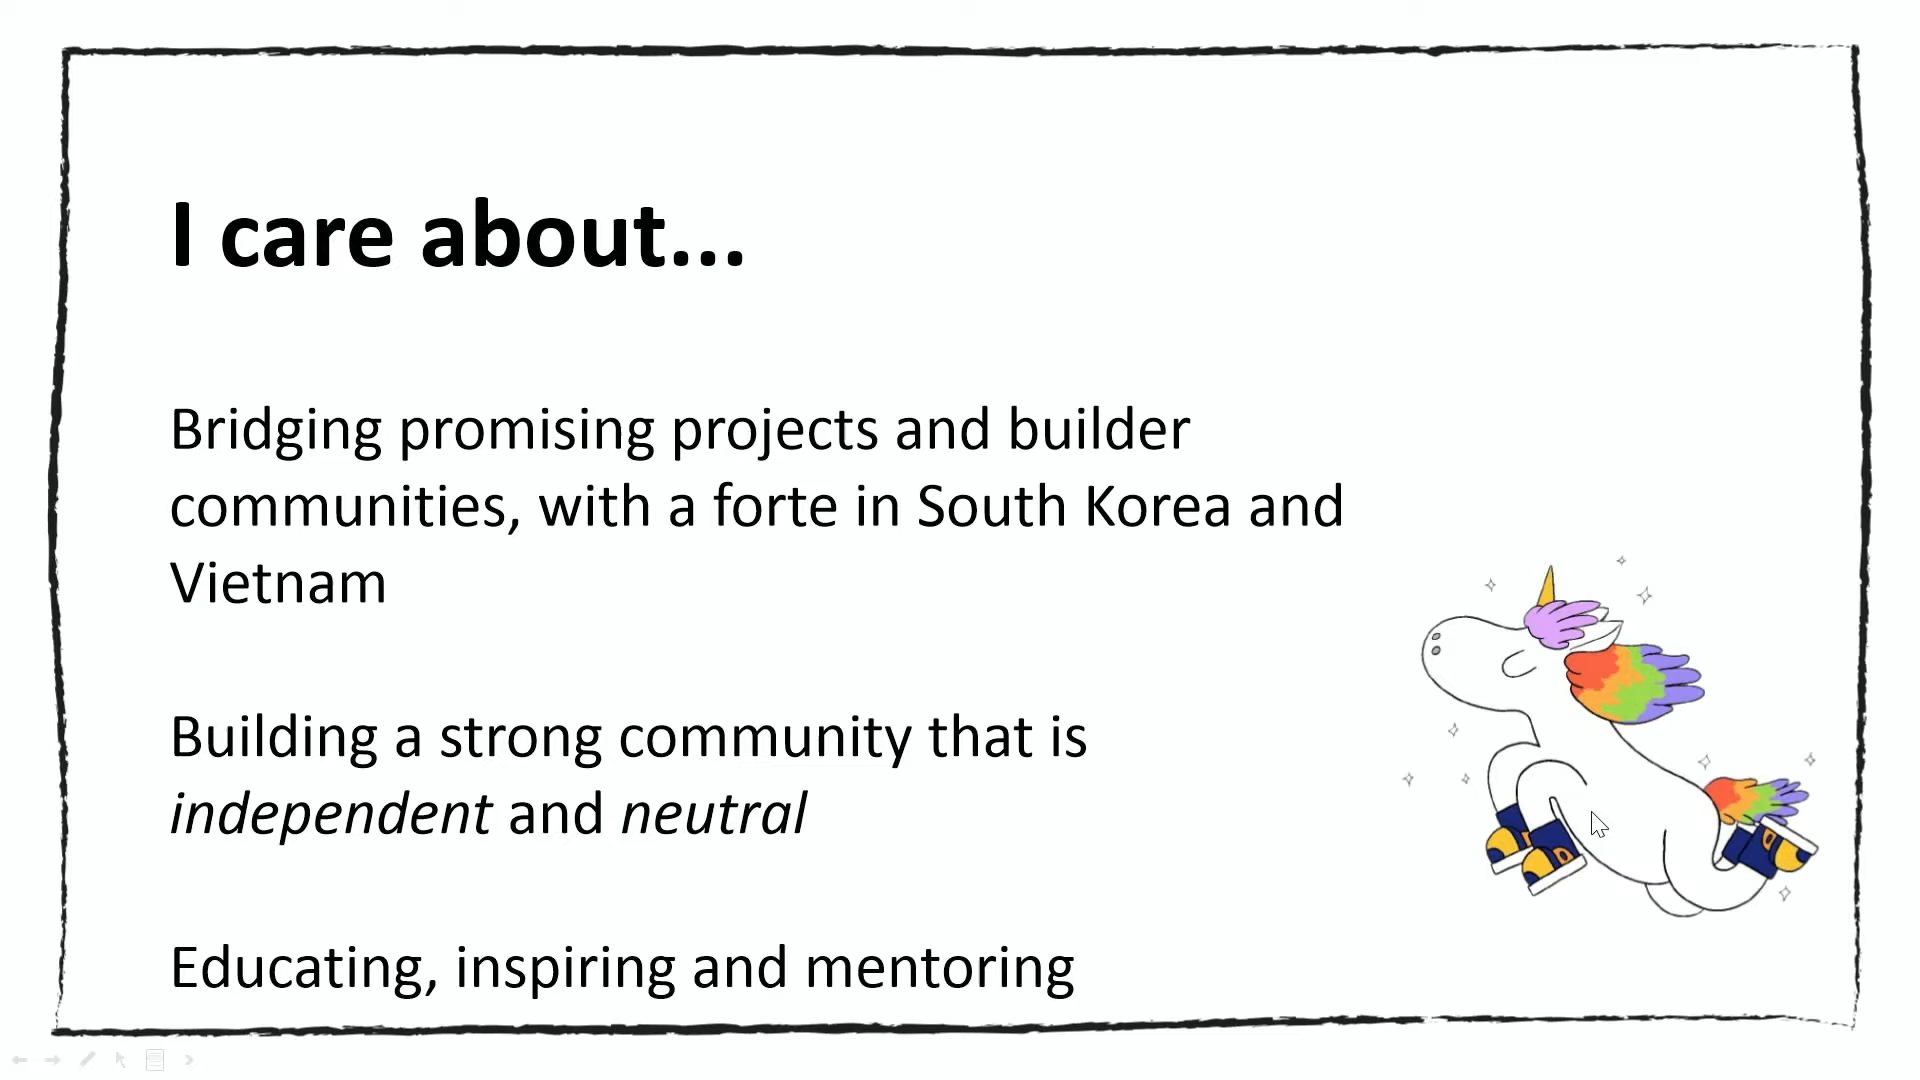 I care about...
Bridging promising projects and builder
communities, with a forte in South Korea and
Vietnam
Building a strong community that is
independent and neutral
Educating, inspiring and mentoring